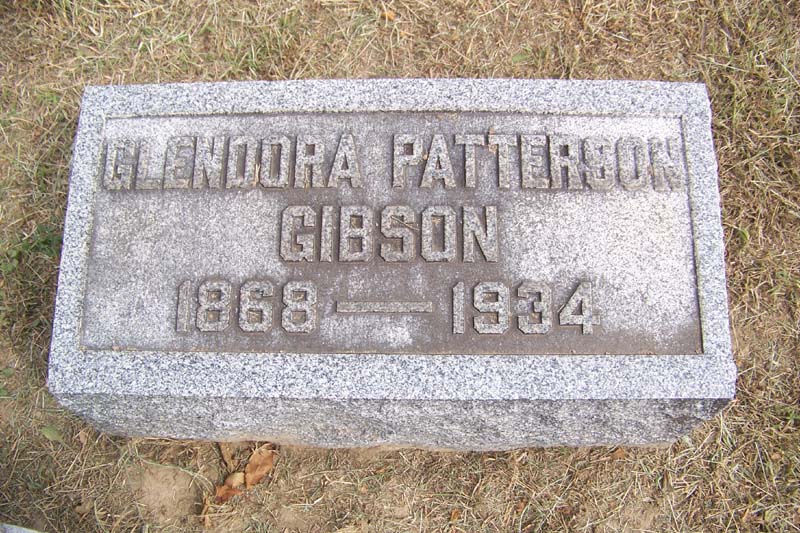 GLENDORA PATTERSON
GIBSON
1868 — 1934